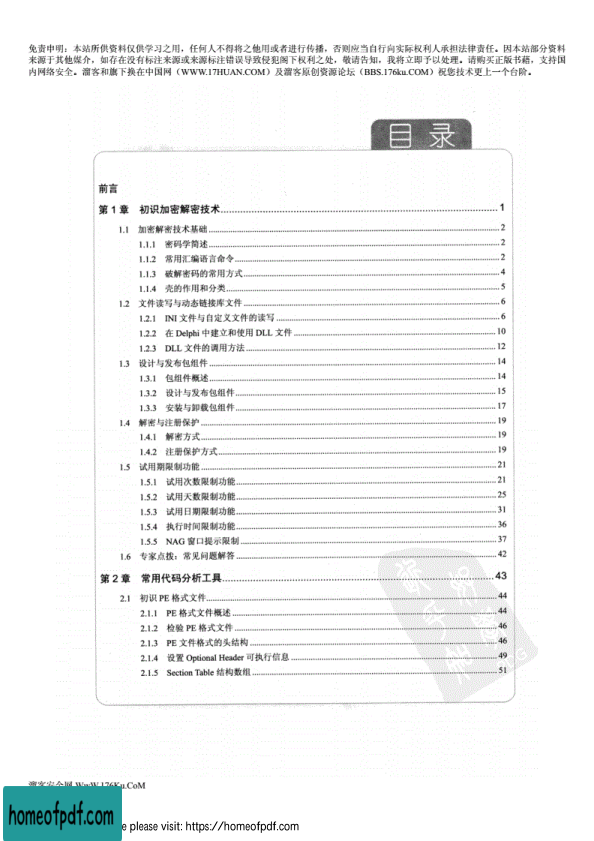 免责申明：本站所供资料仅供学习之用，任何人不得将之他用或者进行传播，否则应当自行向实际权利人承担法律责任。因本站部分资料
来源于其他媒介，如存在没有标注来源或来源标注错误导致侵犯阁下权利之处，敬请告知，我将立即予以处理。请购买正版书籍，支持国
内网络安全。溜客和旗下换在中国网（WWW.17HUAN.COM）及溜客原创资源论坛（BBS.176ku.COM）祝您技术更上一个台阶。
目 录
前言
第 1 章 初识加密解密技术 1
1.1 加密解密技术基础 2
1.1.1 密码学简述 2
1.1.2 常用汇编语言命令 2
1.1.3 破解密码的常用方式 4
1.1.4 壳的作用和分类 5
1.2 文件读写与动态链接库文件 6
1.2.1 INI 文件与自定义文件的读写 6
1.2.2 在 Delphi 中建立和使用 DLL 文件 10
1.2.3 DLL 文件的调用方法 12
1.3 设计与发布包组件 14
1.3.1 包组件概述 14
1.3.2 设计与发布包组件 15
1.3.3 安装与卸载包组件 17
1.4 解密与注册保护 19
1.4.1 解密方式 19
1.4.2 注册保护方式 19
1.5 试用期限制功能 21
1.5.1 试用次数限制功能 21
1.5.2 试用天数限制功能 25
1.5.3 试用日期限制功能 31
1.5.4 执行时间限制功能 36
1.5.5 NAG 窗口提示限制 37
1.6 专家点拨：常见问题解答 42
第 2 章 常用代码分析工具 43
2.1 初识 PE 格式文件 44
2.1.1 PE 格式文件概述 44
2.1.2 检验 PE 格式文件 46
2.1.3 PE 文件格式的头结构 46
2.1.4 设置 Optional Header 可执行信息 49
2.1.5 Section Table 结构数组 51
溜客安全网 WwW.176Ku.CoM
homeofpdf.com
e please visit: https://homeofpdf.com